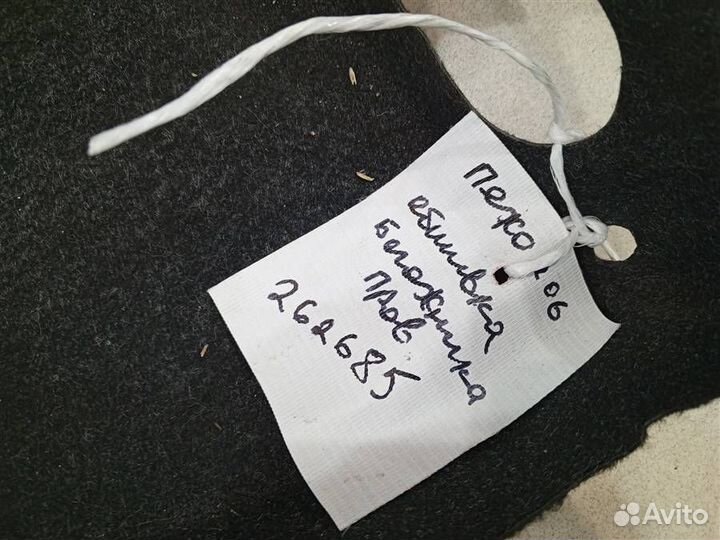 Пежо 206
обшивка
Багажника
прав
262685
Avito